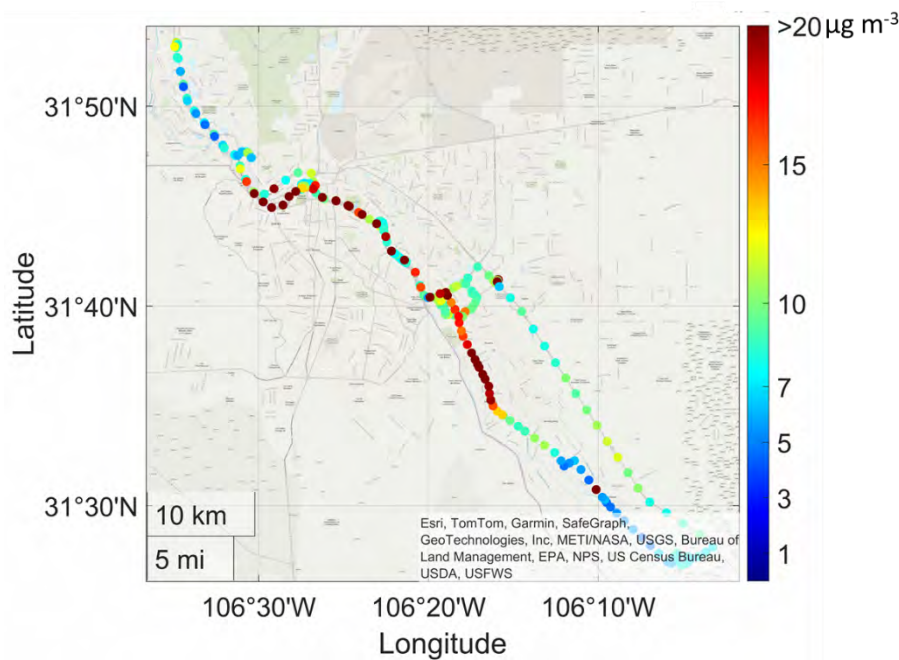 >20 μg m⁻³
31°50'N
15
Latitude
31°40'N
10
7
5
31°30'N
3
10 km
5 mi
1
Esri, TomTom, Garmin, SafeGraph,
GeoTechnologies, Inc, METI/NASA, USGS, Bureau of
Land Management, EPA, NPS, US Census Bureau,
USDA, USFWS
106°30'W
106°20'W
106°10'W
Longitude